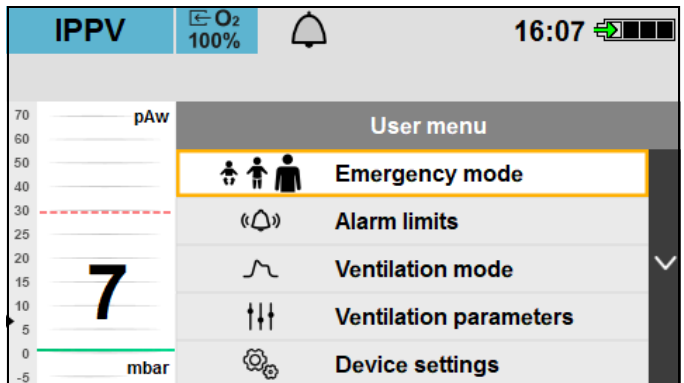 IPPV
O2
100%
16:07
70
60
50
40
30
25
20
15
10
5
0
-5
pAw
7
mbar
User menu
Emergency mode
Alarm limits
Ventilation mode
Ventilation parameters
Device settings